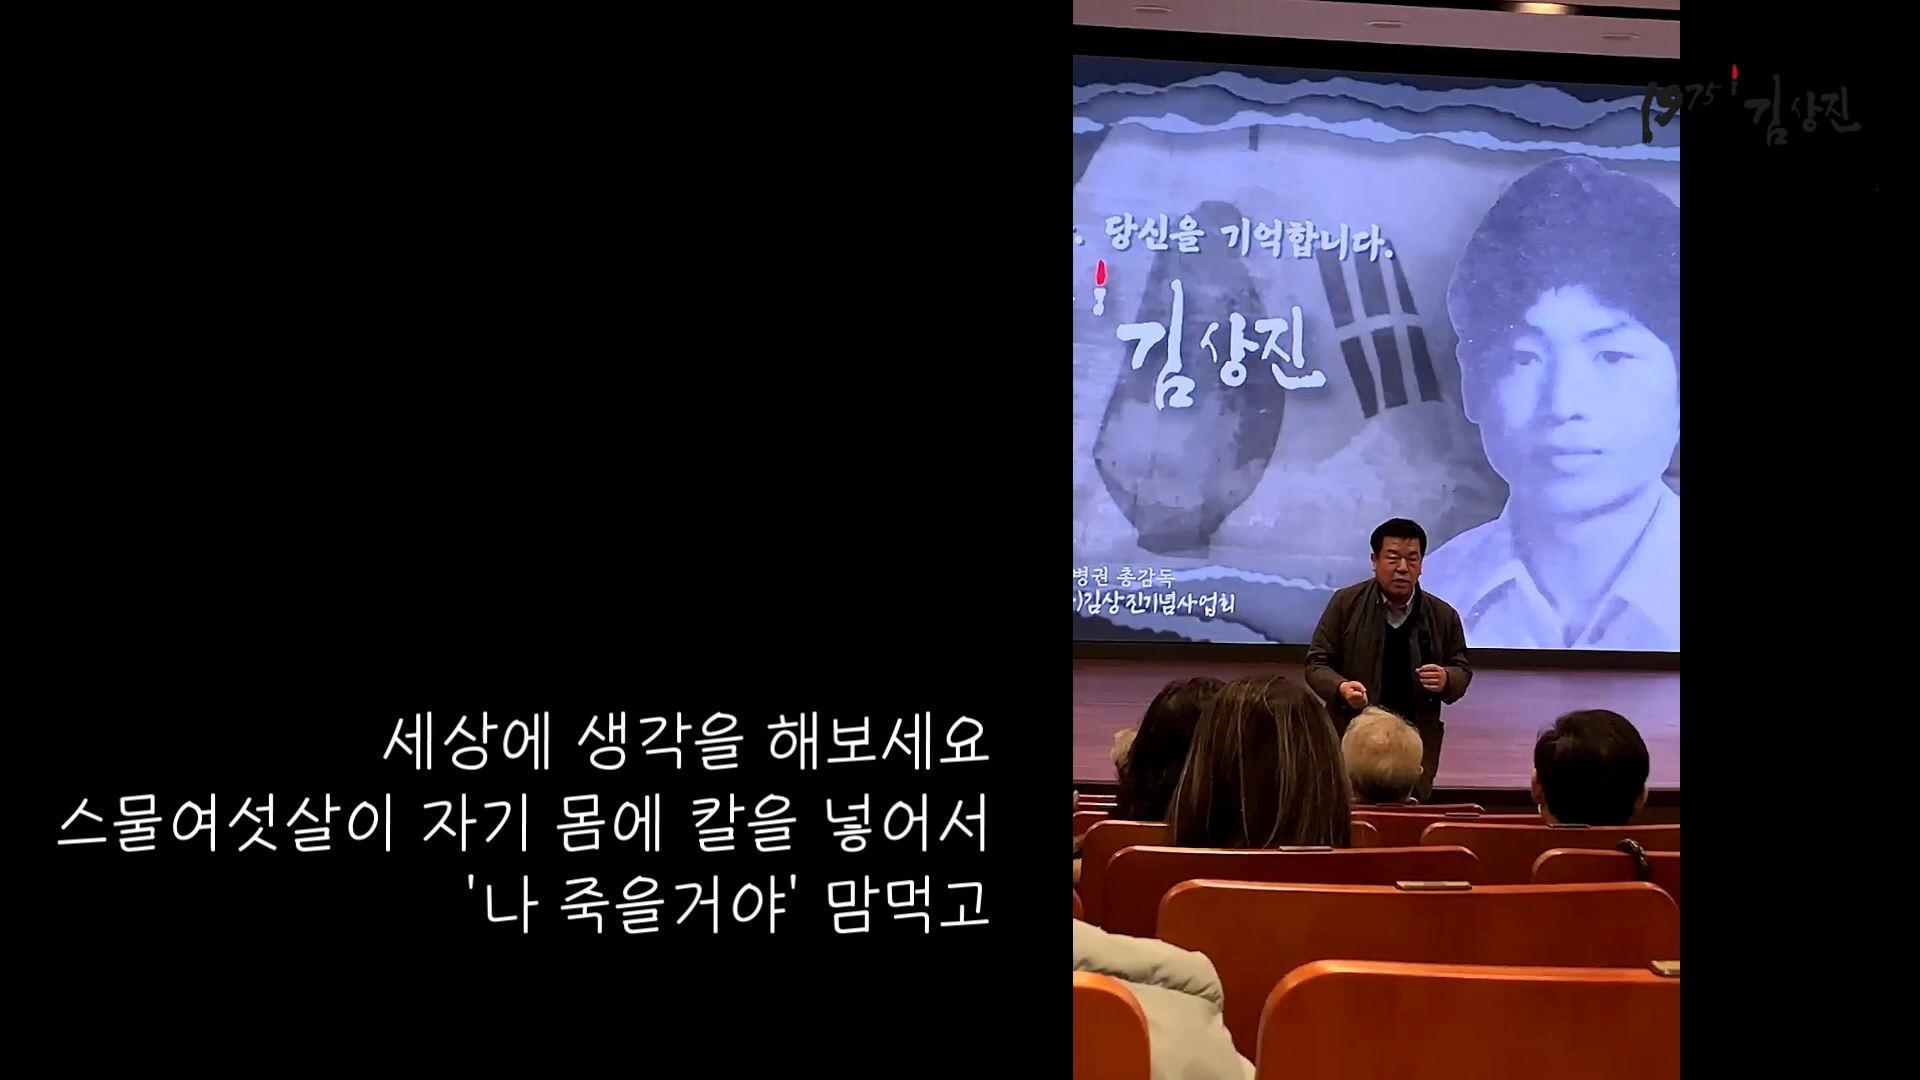 1975 김상진
. 당신을 기억합니다.
김상진
병권 총감독
)김상진기념사업회
세상에 생각을 해보세요
스물여섯살이 자기 몸에 칼을 넣어서
'나 죽을거야' 맘먹고